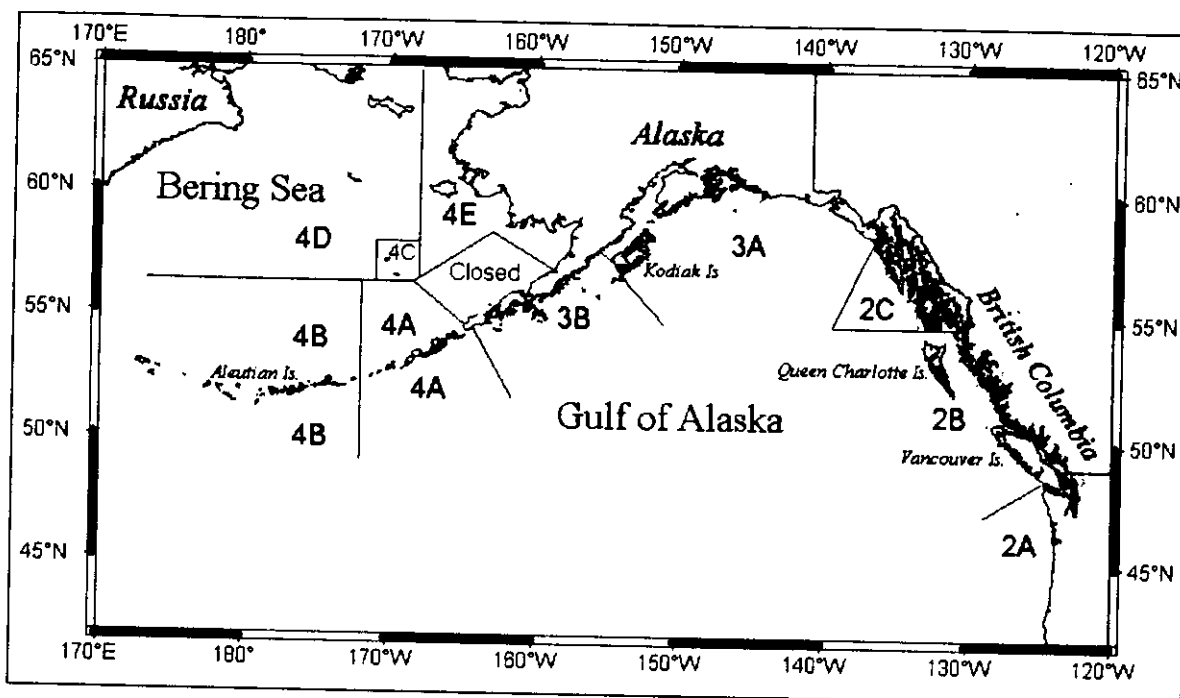 170°E 180° 170°W 160°W 150°W 140°W 130°W 120°W
65°N 65°N
Russia
Alaska
60°N 60°N
Bering Sea
4E
4D
4C
3A
Closed
Kodiak Is
55°N 55°N
4B 4A 3B 2C
British Columbia
Aleutian Is.
4A
Queen Charlotte Is.
Gulf of Alaska
2B
50°N 50°N
4B
Vancouver Is.
2A
45°N 45°N
170°E 180° 170°W 160°W 150°W 140°W 130°W 120°W